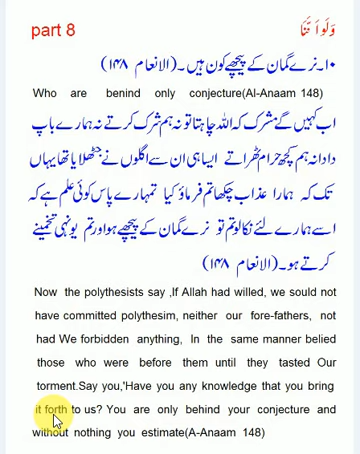 part 8
وَلَوْ اَنَّنَا
۱۰۔نرے گمان کے پیچھے کون ہیں ۔(الانعام ۱۴۸)
Who are benind only conjecture(Al-Anaam 148)
اب کہیں گے مشرک کہ اللہ چاہتا تو نہ ہم شرک کرتے نہ ہمارے باپ
دادا نہ ہم کچھ حرام ٹھہراتے ایسا ہی ان سے اگلوں نے جھٹلایا تھا یہاں
تک کہ ہمارا عذاب چکھا تم فرماؤ کیا تمہارے پاس کوئی علم ہے کہ
اسے ہمارے لئے نکالو تم تو نرے گمان کے پیچھے ہو اور تم یونہی تخمینے
کرتے ہو۔(الانعام ۱۴۸)
Now the polytheists say ,If Allah had willed, we sould not
have committed polythesim, neither our fore-fathers, not
had We forbidden anything, In the same manner belied
those who were before them until they tasted Our
torment.Say you,'Have you any knowledge that you bring
it forth to us? You are only behind your conjecture and
without nothing you estimate(A-Anaam 148)